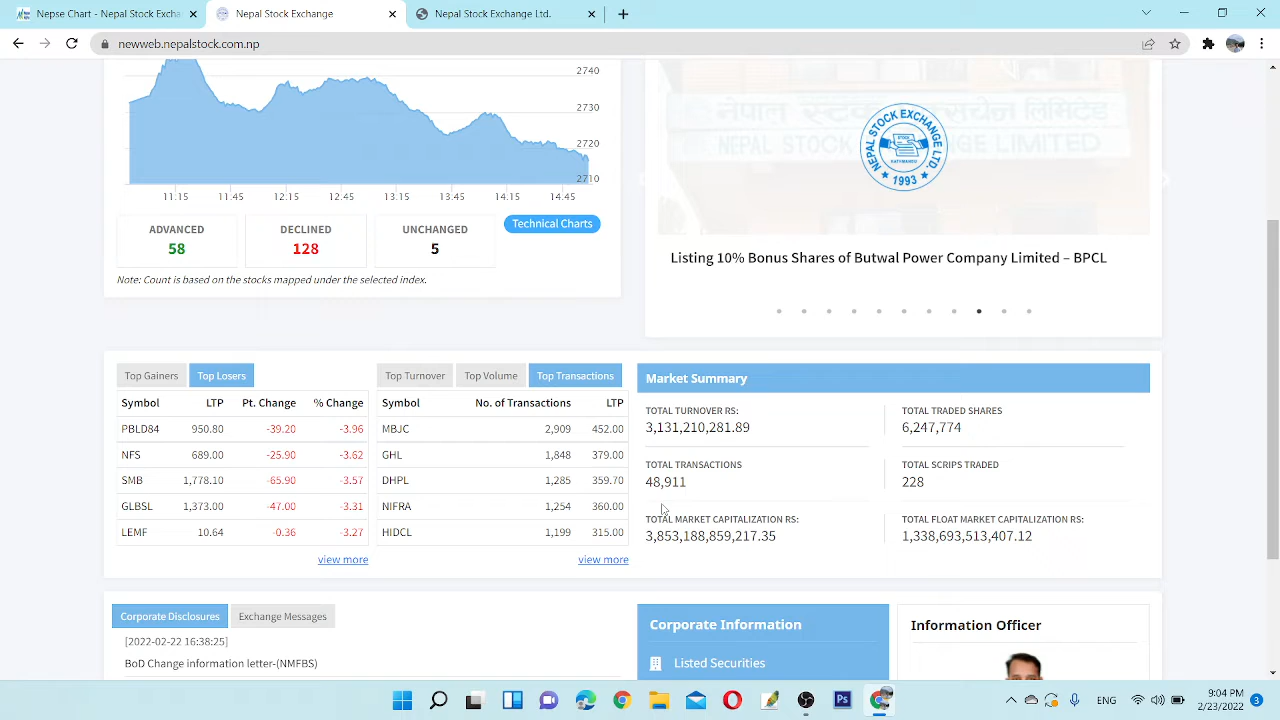 Nepal Chart - Nepal Share Market
Nepal Stock Exchange
Nepal Stock Exchange Ltd.
newweb.nepalstock.com.np
2740
2730
2720
2710
11.15 11.45 12.15 12.45 13.15 13.45 14.15 14.45
ADVANCED
58
DECLINED
128
UNCHANGED
5
Technical Charts
Note: Count is based on the stocks mapped under the selected index.
NEPAL STOCK EXCHANGE LTD.
STOCK
KATHMANDU
1993
Listing 10% Bonus Shares of Butwal Power Company Limited – BPCL
Top Gainers Top Losers
Symbol LTP Pt. Change % Change
PBLD84 950.80 -39.20 -3.96
NFS 689.00 -25.90 -3.62
SMB 1,778.10 -65.90 -3.57
GLBSL 1,373.00 -47.00 -3.31
LEMF 10.64 -0.36 -3.27
view more
Top Turnover Top Volume Top Transactions
Symbol No. of Transactions LTP
MBJC 2,909 452.00
GHL 1,848 379.00
DHPL 1,285 359.70
NIFRA 1,254 360.00
HIDCL 1,199 315.00
view more
Market Summary
TOTAL TURNOVER RS:
3,131,210,281.89
TOTAL TRADED SHARES
6,247,774
TOTAL TRANSACTIONS
48,911
TOTAL SCRIPS TRADED
228
TOTAL MARKET CAPITALIZATION RS:
3,853,188,859,217.35
TOTAL FLOAT MARKET CAPITALIZATION RS:
1,338,693,513,407.12
Corporate Disclosures Exchange Messages
[2022-02-22 16:38:25]
BoD Change information letter-(NMFBS)
Corporate Information
Listed Securities
Information Officer
ENG
9:04 PM
2/23/2022
3